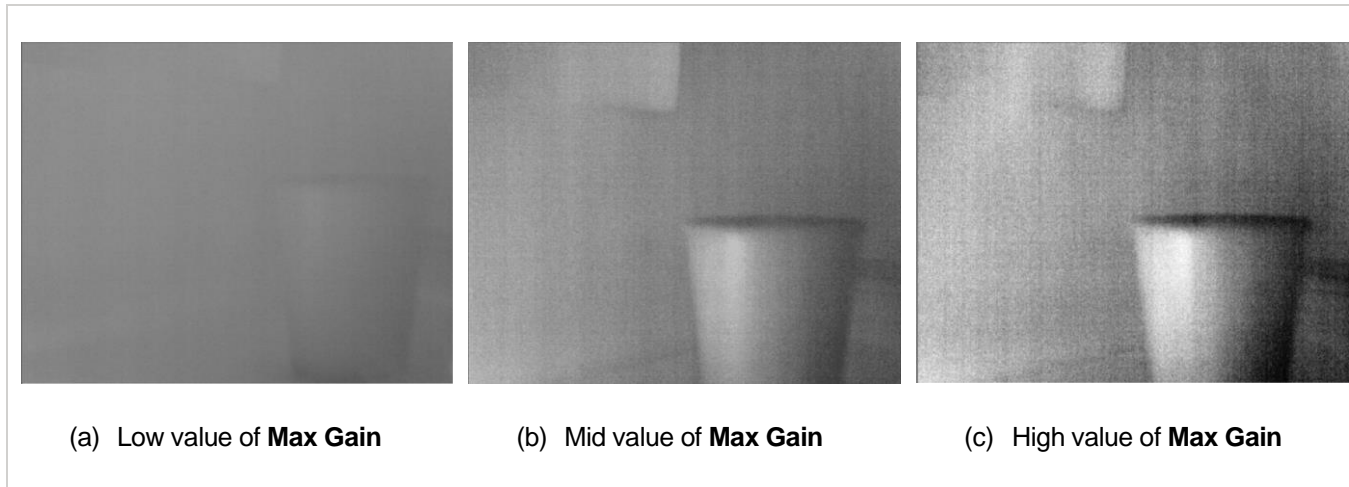 (a) Low value of Max Gain
(b) Mid value of Max Gain
(c) High value of Max Gain